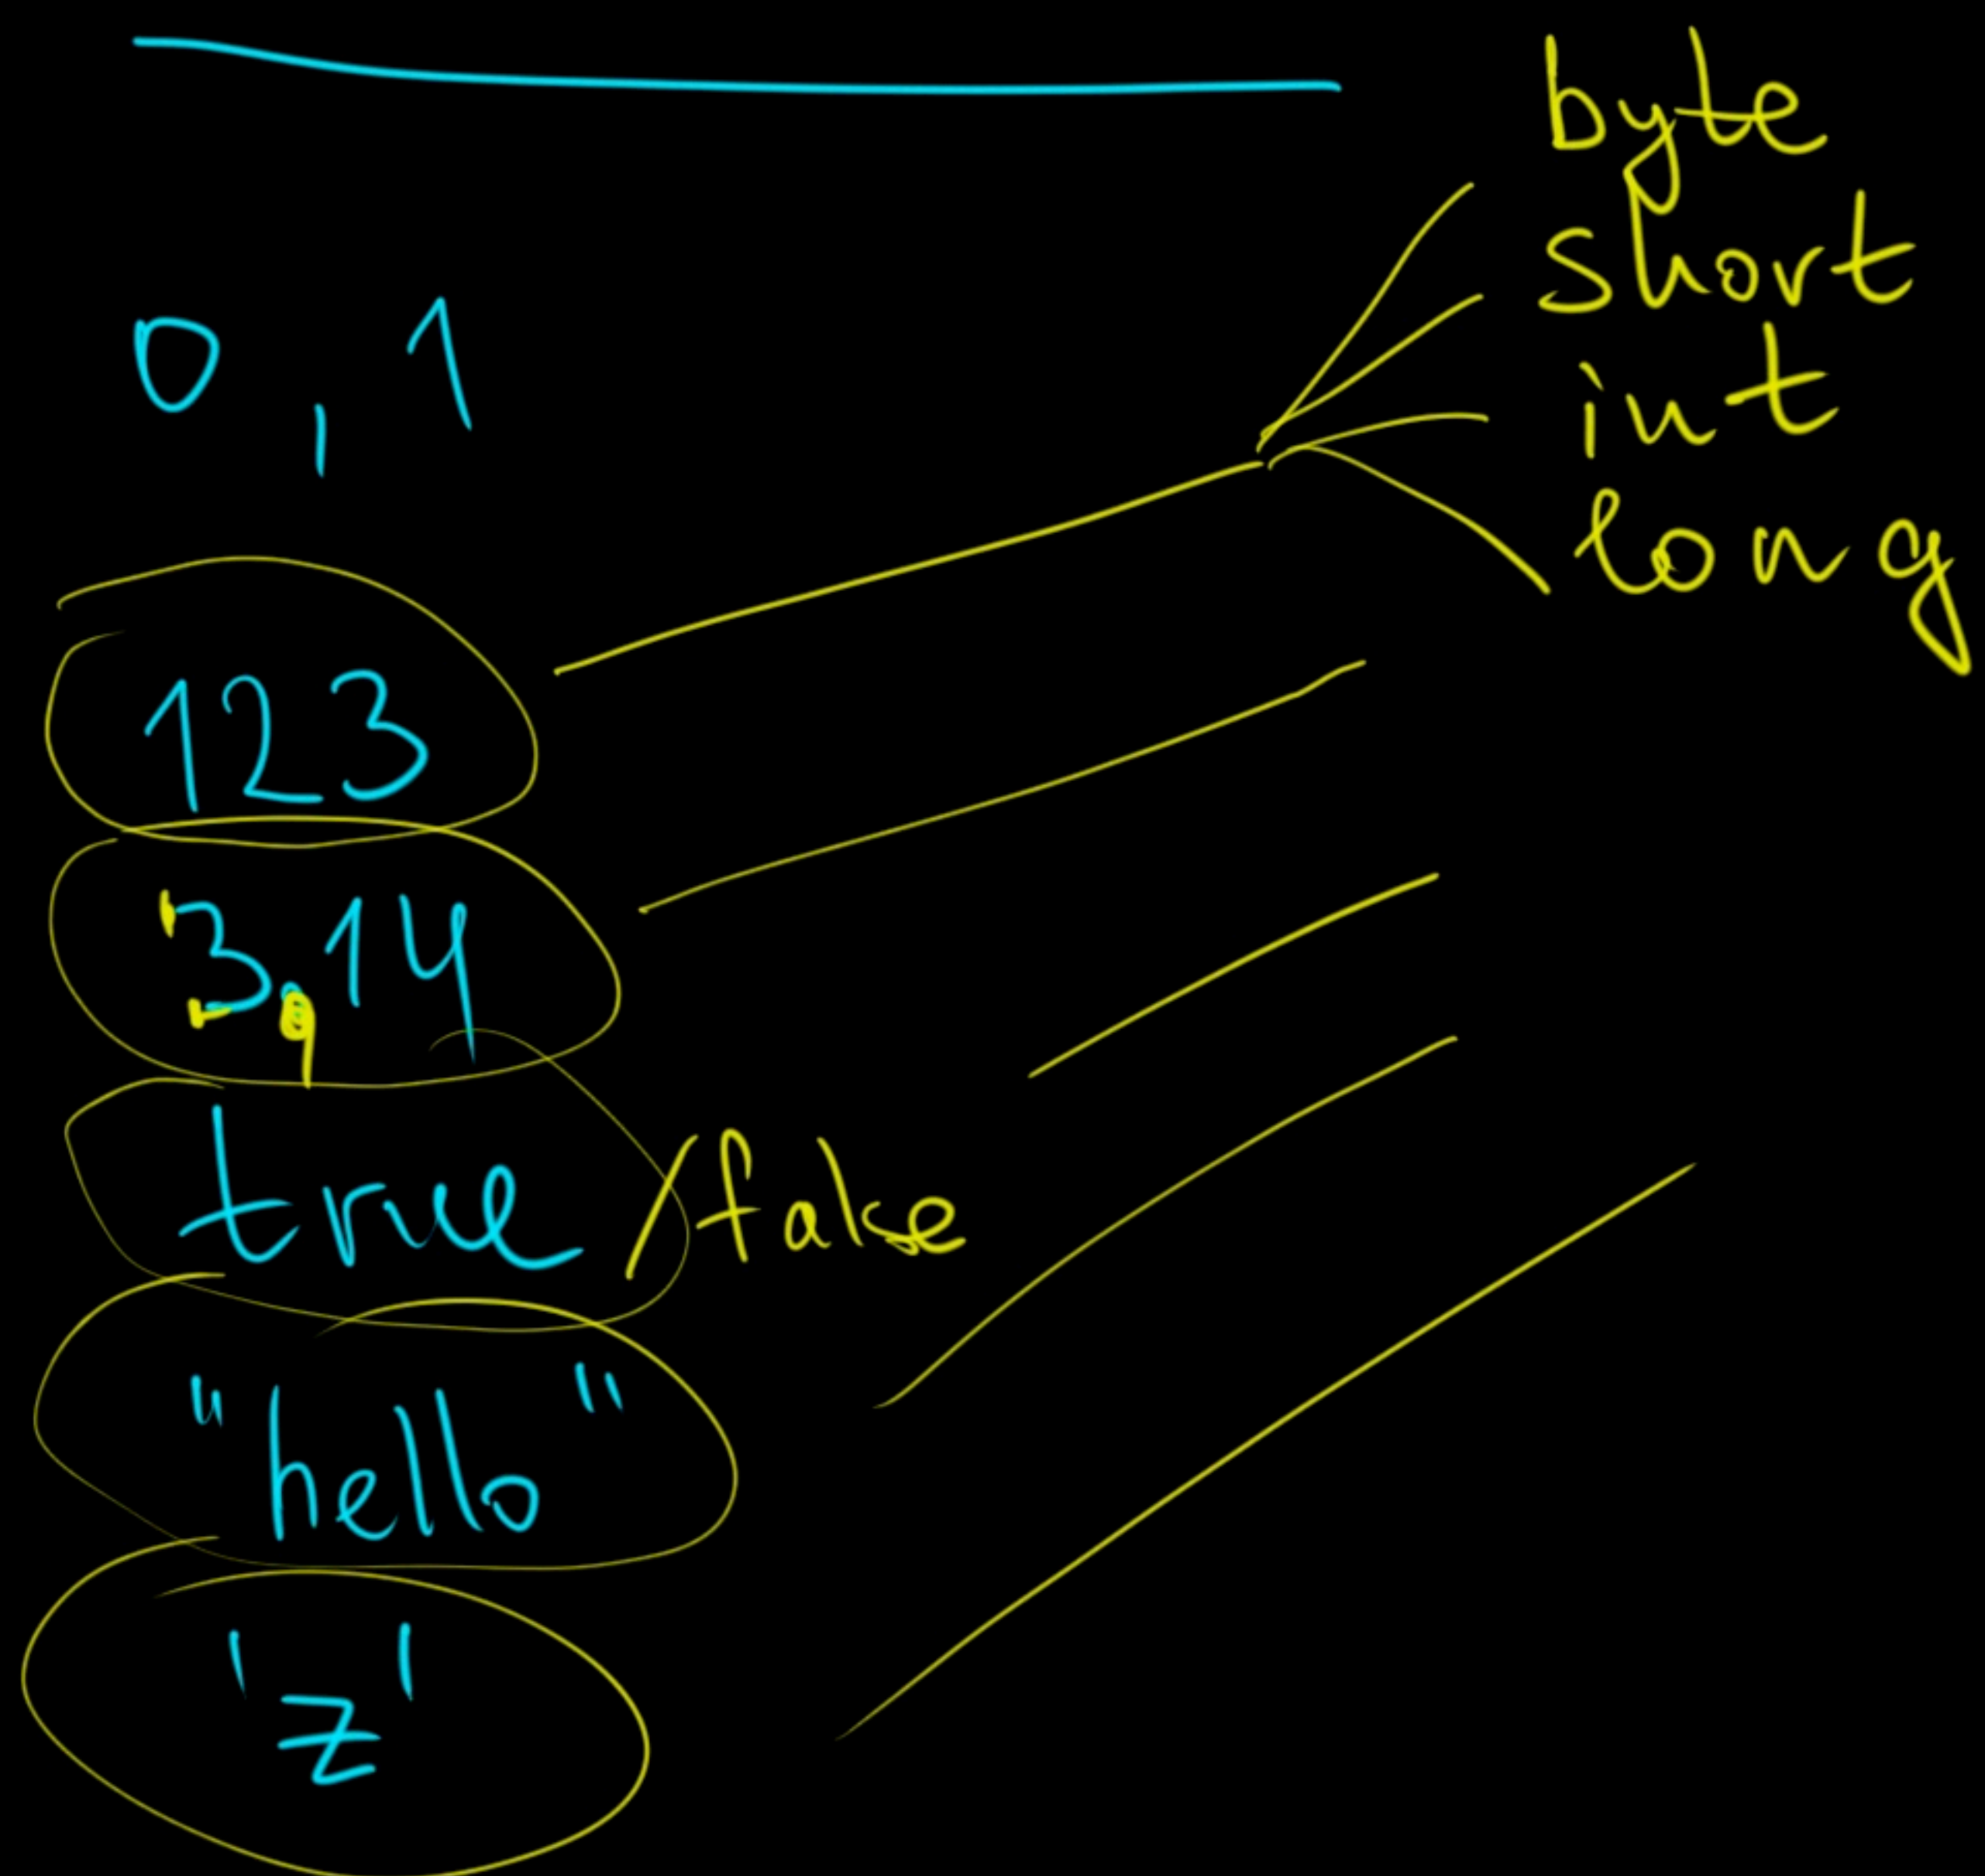 byte
short
int
long
0, 1
123
3,14
true /false
"hello"
'z'